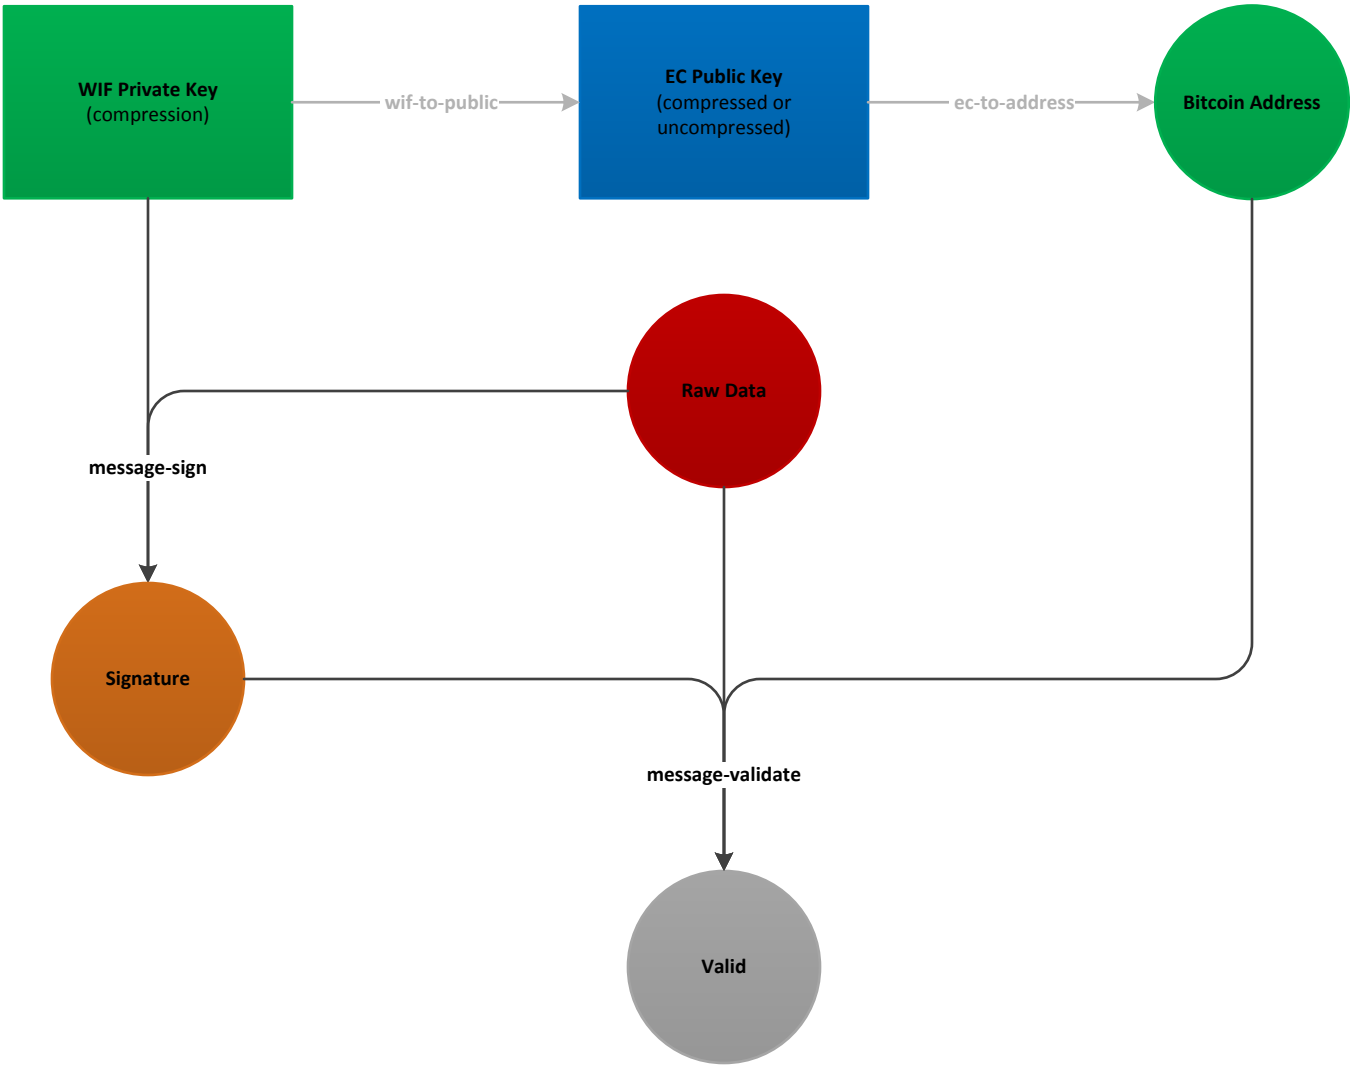 WIF Private Key
(compression)
wif-to-public
EC Public Key
(compressed or
uncompressed)
ec-to-address
Bitcoin Address
Raw Data
message-sign
Signature
message-validate
Valid